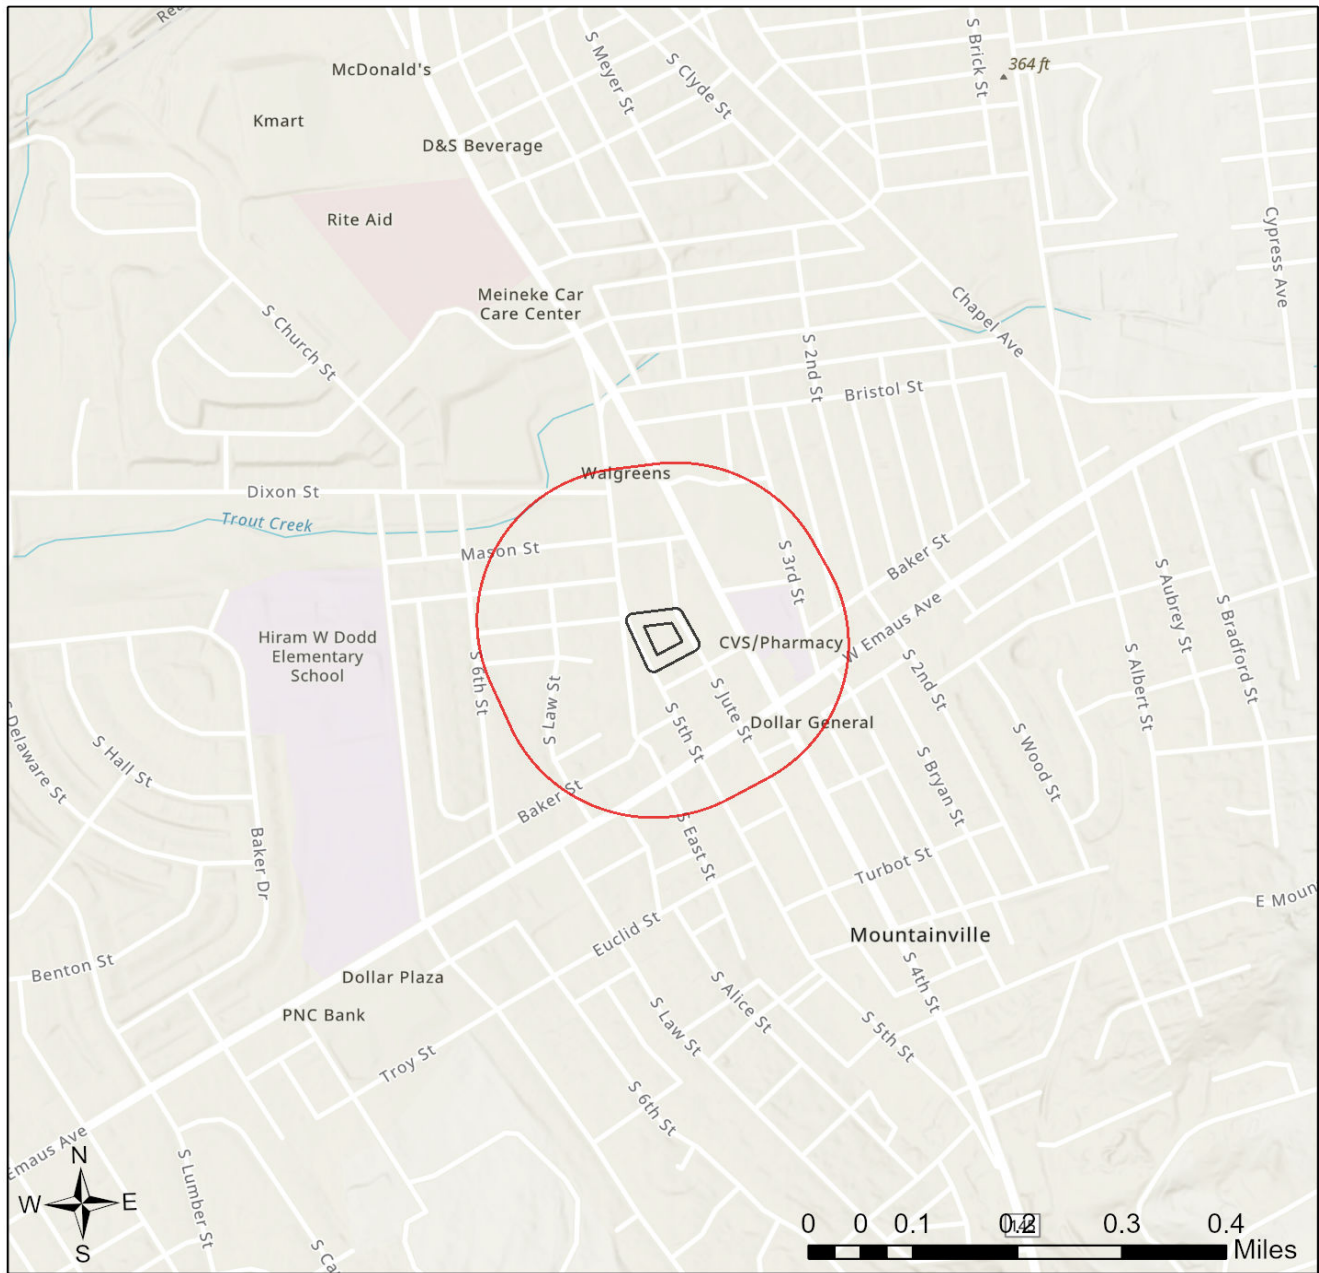 McDonald's
Kmart
D&S Beverage
S Meyer St
S Clyde St
S Brick St
364 ft
Rite Aid
Cypress Ave
Meineke Car
Care Center
S Church St
S 2nd St
Chapel Ave
Bristol St
Walgreens
Dixon St
Trout Creek
Mason St
S 3rd St
Baker St
S Aubrey St
S Bradford St
W Emaus Ave
Hiram W Dodd
Elementary
School
CVS/Pharmacy
S 6th St
S Law St
S 5th St
S Jute St
Dollar General
S 2nd St
S Albert St
S Delaware St
S Hall St
S Wood St
Baker St
S Bryan St
S East St
Baker Dr
Turbot St
E Moun
Euclid St
Mountainville
Benton St
Dollar Plaza
S 4th St
PNC Bank
S Alice St
S Law St
S 5th St
Troy St
S 6th St
Emaus Ave
S Lumber St
S Ca
N
W E
S
0 0 0.1 0.2 0.3 0.4
145
Miles